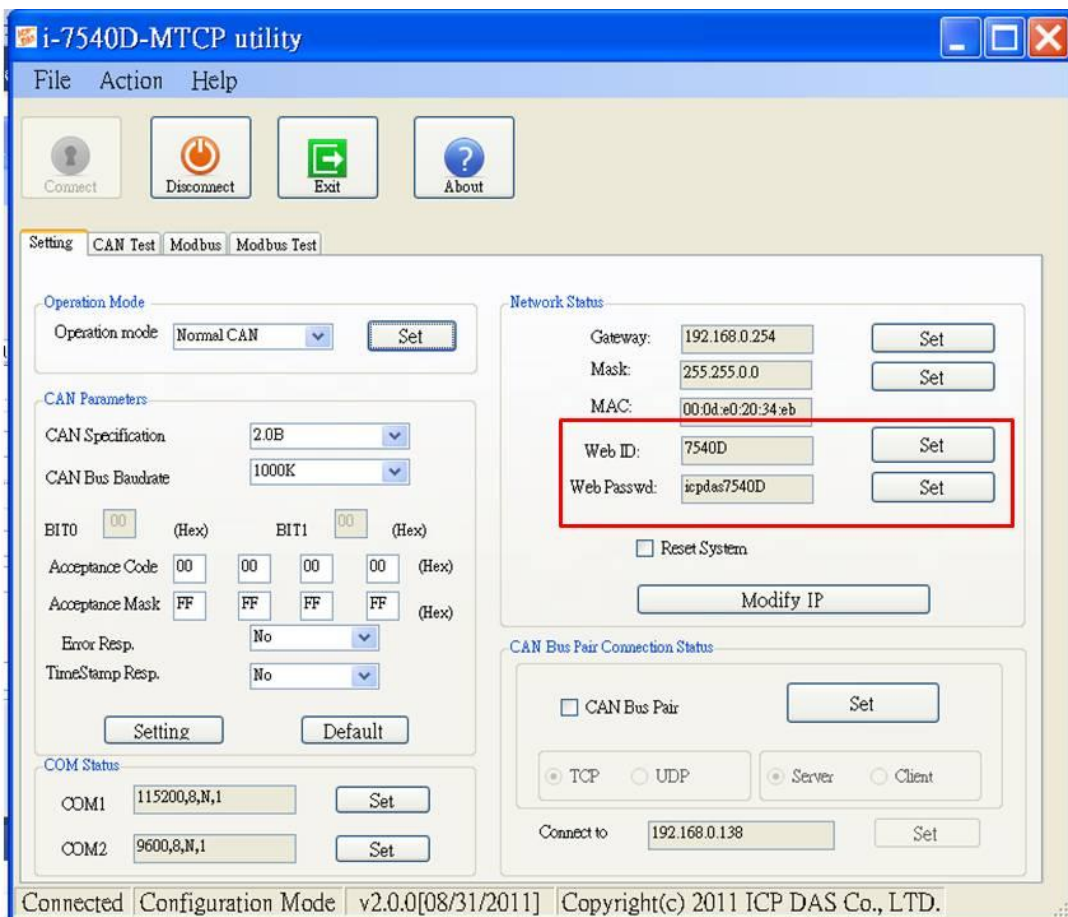 i-7540D-MTCP utility
File Action Help
Connect Disconnect Exit About
Setting CAN Test Modbus Modbus Test
Operation Mode
Operation mode Normal CAN Set
CAN Parameters
CAN Specification 2.0B
CAN Bus Baudrate 1000K
BIT0 00 (Hex) BIT1 00 (Hex)
Acceptance Code 00 00 00 00 (Hex)
Acceptance Mask FF FF FF FF (Hex)
Error Resp. No
TimeStamp Resp. No
Setting Default
COM Status
COM1 115200,8,N,1 Set
COM2 9600,8,N,1 Set
Network Status
Gateway: 192.168.0.254 Set
Mask: 255.255.0.0 Set
MAC: 00:0d:e0:20:34:eb
Web ID: 7540D Set
Web Passwd: icpdas7540D Set
Reset System
Modify IP
CAN Bus Pair Connection Status
CAN Bus Pair Set
TCP UDP Server Client
Connect to 192.168.0.138 Set
Connected Configuration Mode v2.0.0[08/31/2011] Copyright(c) 2011 ICP DAS Co., LTD.